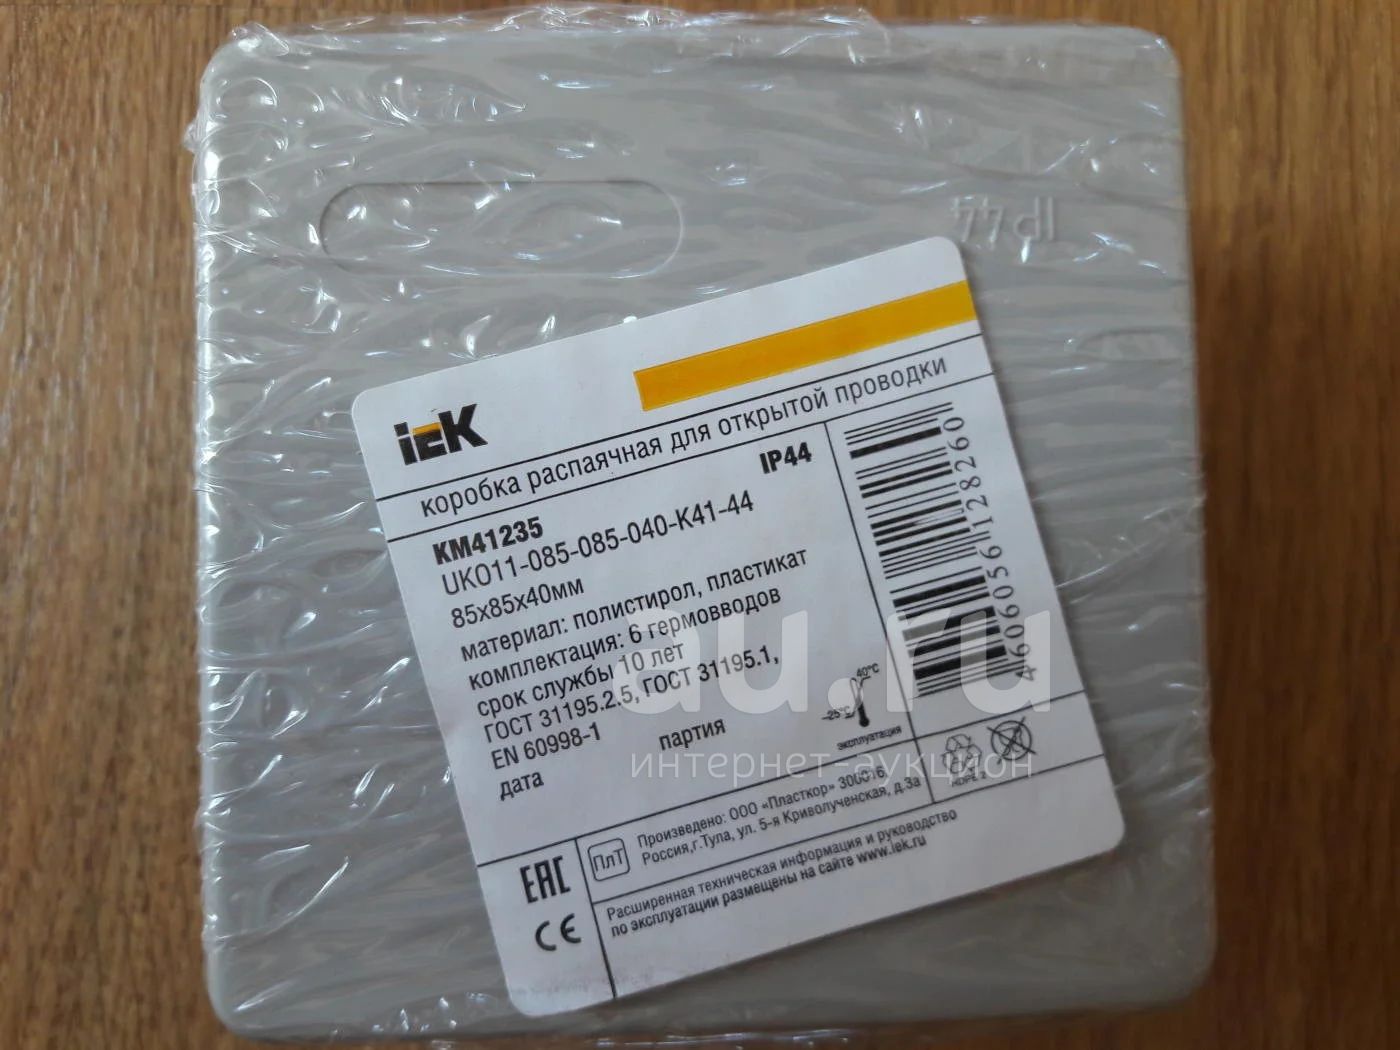 IP44
iEK
коробка распаячная для открытой проводки
IP44
КМ41235
UKO11-085-085-040-K41-44
85x85x40мм
материал: полистирол, пластикат
комплектация: 6 гермовводов
срок службы 10 лет
ГОСТ 31195.2.5, ГОСТ 31195.1,
EN 60998-1
дата
партия
40°C
-25°C
эксплуатация
4606056128260
HDPE 2
EAC
CE
ПлТ
Произведено: ООО «Пласткор» 300016,
Россия,г.Тула, ул. 5-я Криволученская, д.3а
Расширенная техническая информация и руководство
по эксплуатации размещены на сайте www.iek.ru
au.ru
интернет-аукцион